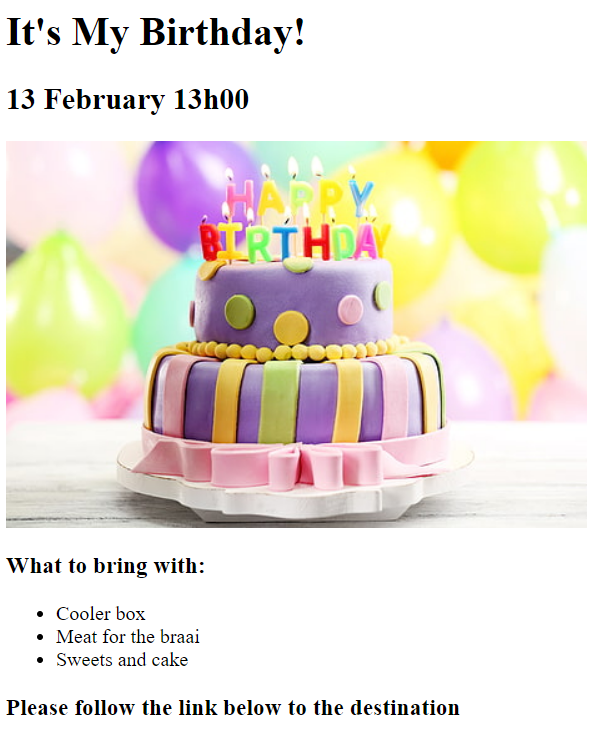 It's My Birthday!
13 February 13h00
HAPPY
BIRTHDAY
What to bring with:
Cooler box
Meat for the braai
Sweets and cake
Please follow the link below to the destination